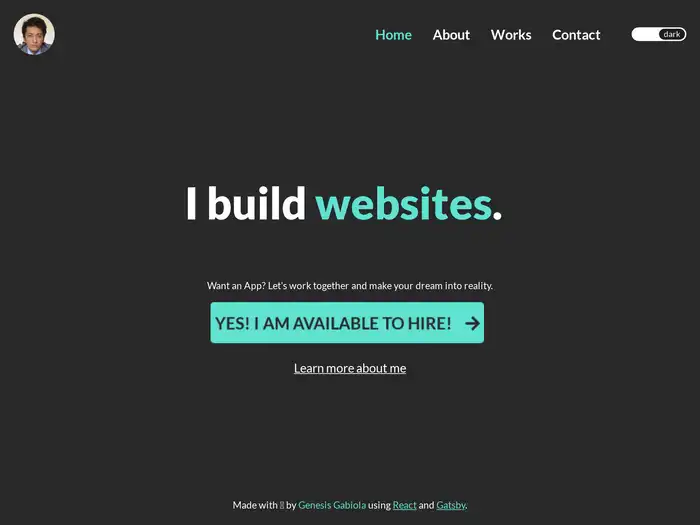 Home About Works Contact dark
I build websites.
Want an App? Let's work together and make your dream into reality.
YES! I AM AVAILABLE TO HIRE!
Learn more about me
Made with by Genesis Gabiola using React and Gatsby.